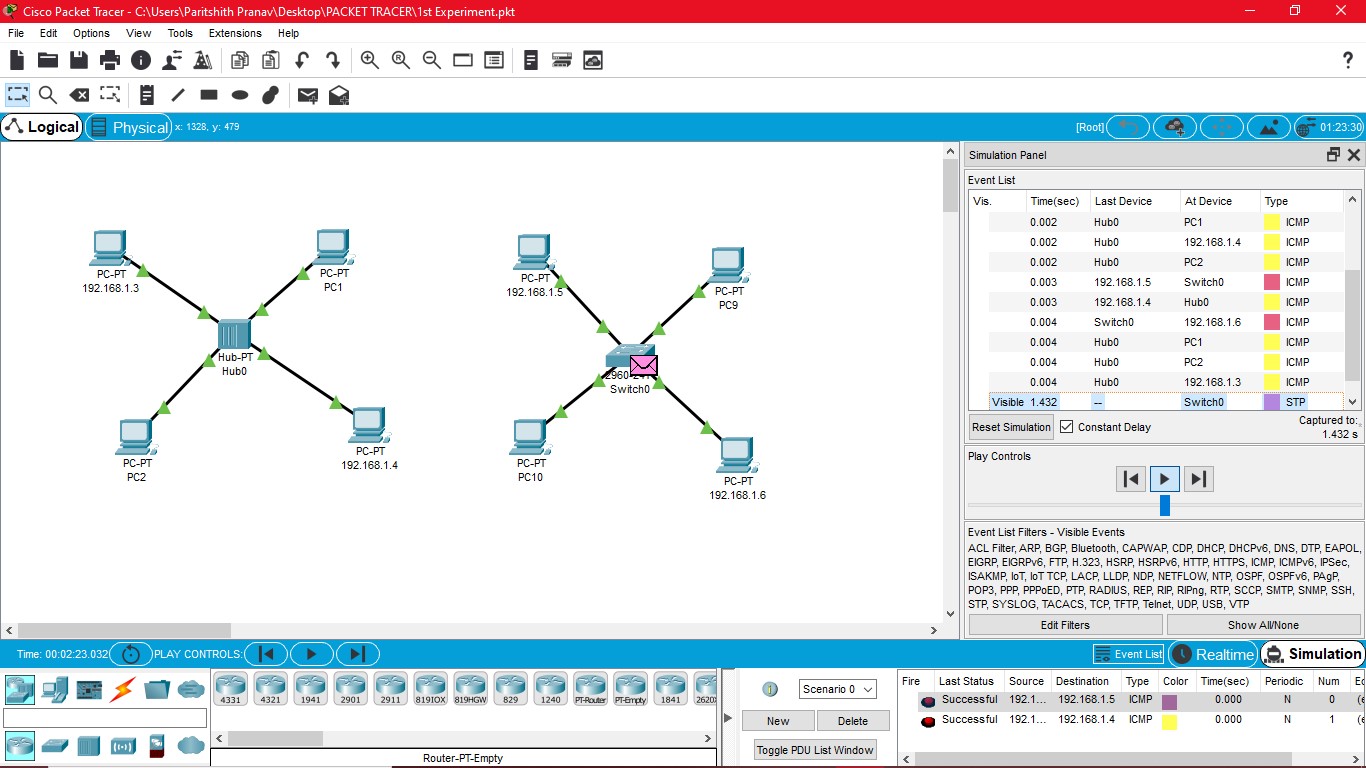 Cisco Packet Tracer - C:\Users\Paritshith Pranav\Desktop\PACKET TRACER\1st Experiment.pkt
File Edit Options View Tools Extensions Help
?
Logical Physical x: 1328, y: 479 [Root] 01:23:30
PC-PT
192.168.1.3
PC-PT
PC1
Hub-PT
Hub0
PC-PT
PC2
PC-PT
192.168.1.4
PC-PT
192.168.1.5
PC-PT
PC9
Switch0
PC-PT
PC10
PC-PT
192.168.1.6
Simulation Panel
Event List
Vis. Time(sec) Last Device At Device Type
0.002 Hub0 PC1 ICMP
0.002 Hub0 192.168.1.4 ICMP
0.002 Hub0 PC2 ICMP
0.003 192.168.1.5 Switch0 ICMP
0.003 192.168.1.4 Hub0 ICMP
0.004 Switch0 192.168.1.6 ICMP
0.004 Hub0 PC1 ICMP
0.004 Hub0 PC2 ICMP
0.004 Hub0 192.168.1.3 ICMP
Visible 1.432 -- Switch0 STP
Reset Simulation Constant Delay Captured to:
1.432 s
Play Controls
Event List Filters - Visible Events
ACL Filter, ARP, BGP, Bluetooth, CAPWAP, CDP, DHCP, DHCPv6, DNS, DTP, EAPOL,
EIGRP, EIGRPv6, FTP, H.323, HSRP, HSRPv6, HTTP, HTTPS, ICMP, ICMPv6, IPSec,
ISAKMP, IoT, IoT TCP, LACP, LLDP, NDP, NETFLOW, NTP, OSPF, OSPFv6, PAgP,
POP3, PPP, PPPoED, PTP, RADIUS, REP, RIP, RIPng, RTP, SCCP, SMTP, SNMP, SSH,
STP, SYSLOG, TACACS, TCP, TFTP, Telnet, UDP, USB, VTP
Edit Filters Show All/None
Time: 00:02:23.032 PLAY CONTROLS: Event List Realtime Simulation
4331 4321 1941 2901 2911 819IOX 819HGW 829 1240 PT-Router PT-Empty 1841 2620X
Router-PT-Empty
Scenario 0
New Delete
Toggle PDU List Window
Fire Last Status Source Destination Type Color Time(sec) Periodic Num
Successful 192.1... 192.168.1.5 ICMP 0.000 N 0
Successful 192.1... 192.168.1.4 ICMP 0.000 N 1